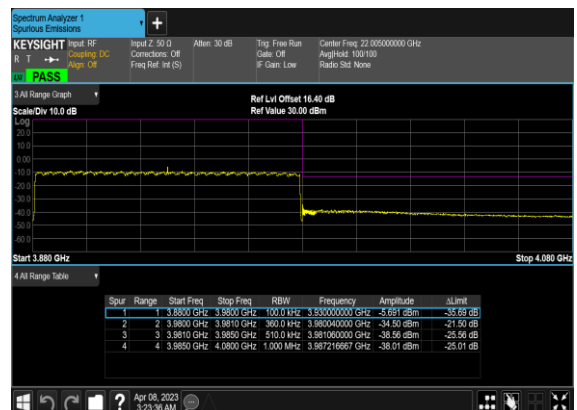 Spectrum Analyzer 1
Spurious Emissions
+
KEYSIGHT Input: RF Input Z: 50 Ω Atten: 30 dB Trig: Free Run Center Freq: 22.005000000 GHz
R T Coupling: DC Corrections: Off Gate: Off Avg|Hold: 100/100
Align: Off Freq Ref: Int (S) IF Gain: Low Radio Std: None
PASS
3 All Range Graph
Ref Lvl Offset 16.40 dB
Scale/Div 10.0 dB Ref Value 30.00 dBm
Log
20.0
10.0
0.00
-10.0
-20.0
-30.0
-40.0
-50.0
-60.0
Start 3.880 GHz Stop 4.080 GHz
4 All Range Table
Spur Range Start Freq Stop Freq RBW Frequency Amplitude ΔLimit
1 1 3.8800 GHz 3.9800 GHz 100.0 kHz 3.930000000 GHz -5.691 dBm -35.69 dB
2 2 3.9800 GHz 3.9810 GHz 360.0 kHz 3.980040000 GHz -34.50 dBm -21.50 dB
3 3 3.9810 GHz 3.9850 GHz 510.0 kHz 3.981060000 GHz -38.56 dBm -25.56 dB
4 4 3.9850 GHz 4.0800 GHz 1.000 MHz 3.987216667 GHz -38.01 dBm -25.01 dB
? Apr 08, 2023
3:23:36 AM